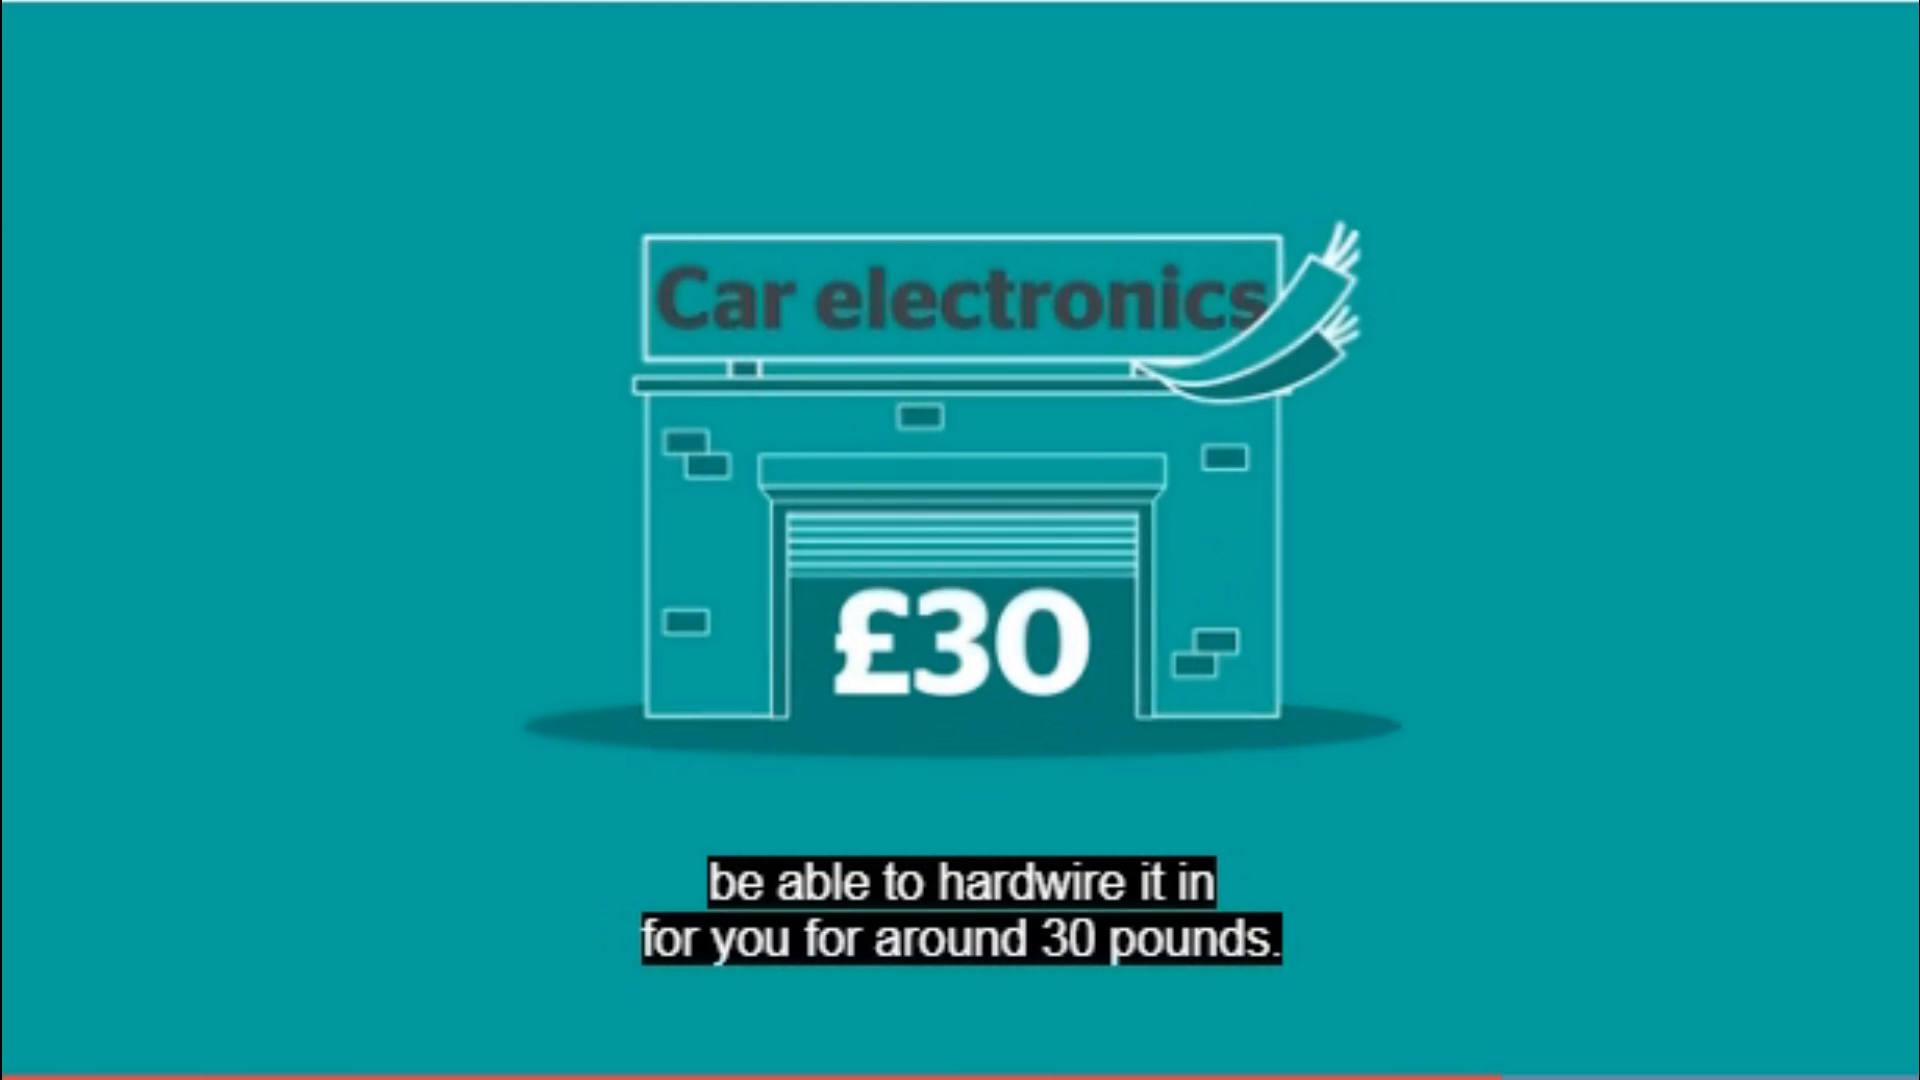 Car electronics
£30
be able to hardwire it in
for you for around 30 pounds.